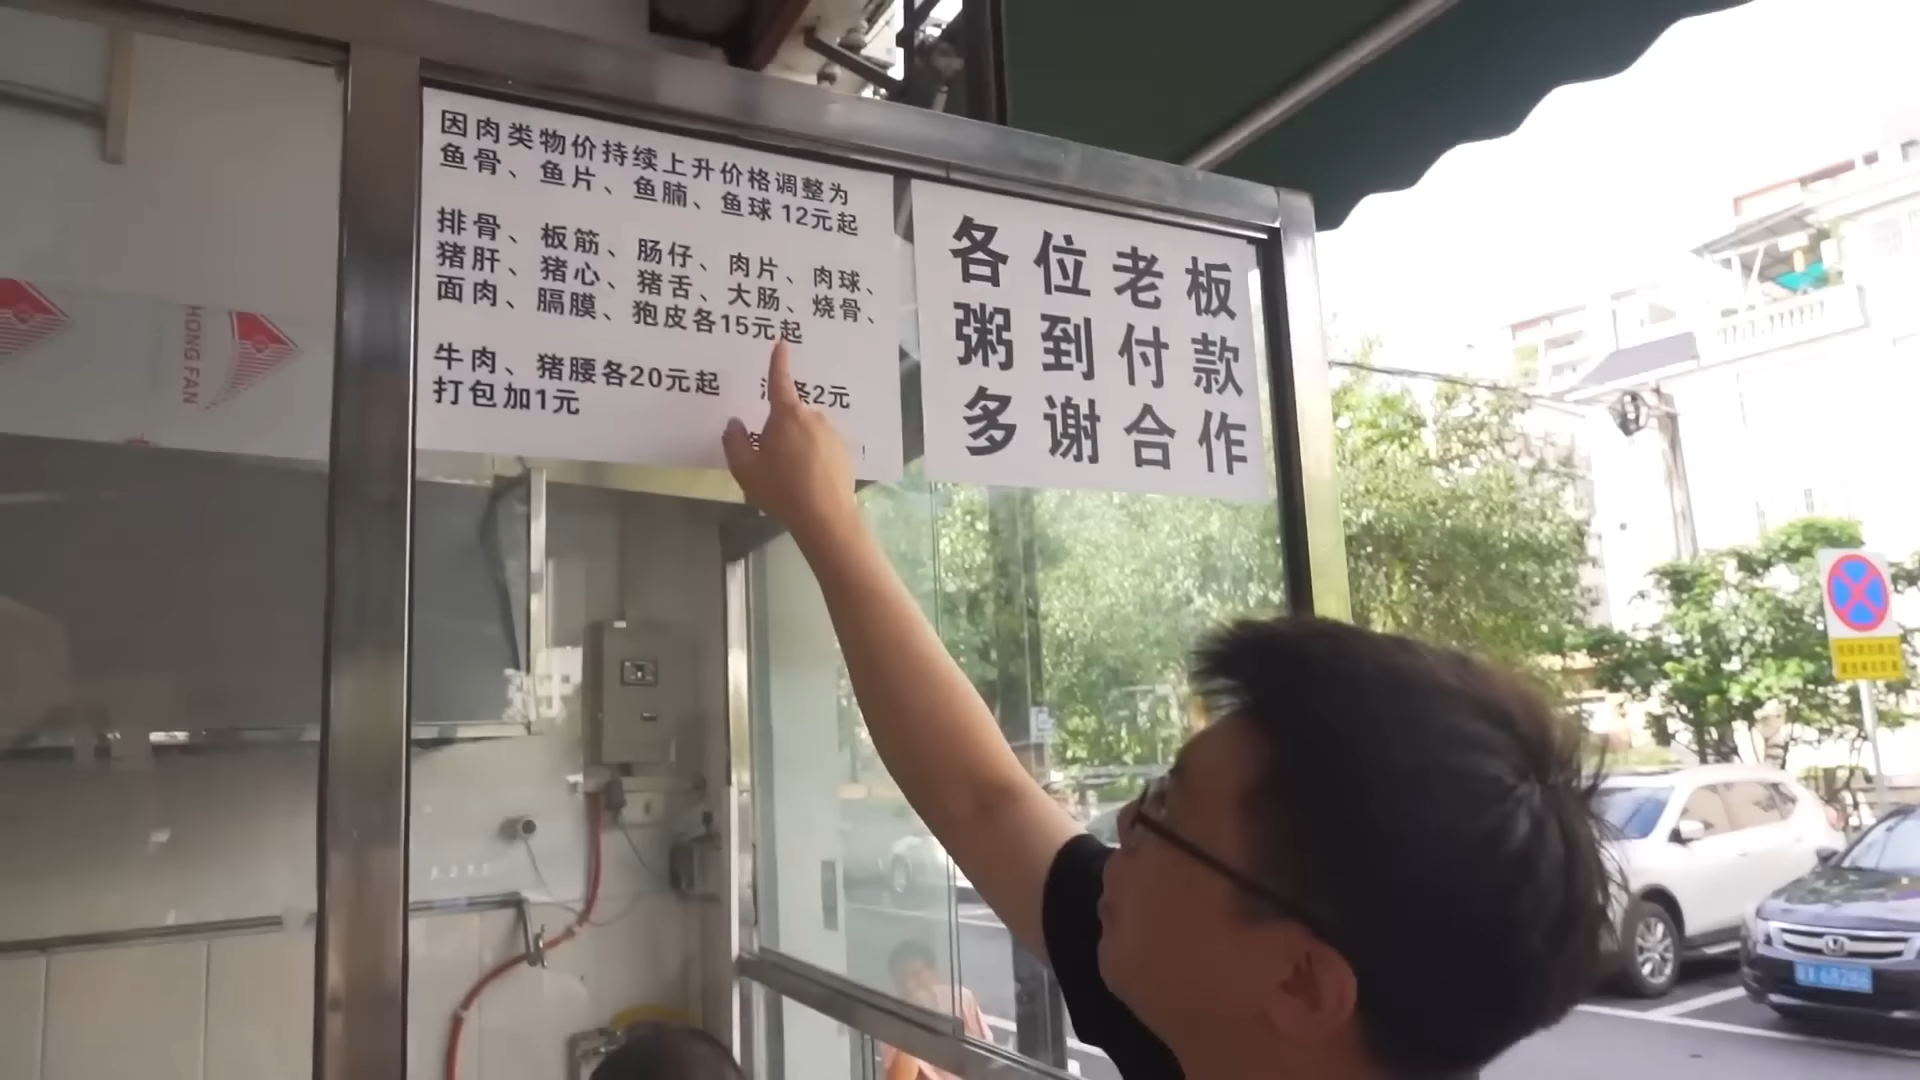 因肉类物价持续上升价格调整为
鱼骨、鱼片、鱼腩、鱼球 12元起
排骨、板筋、肠仔、肉片、肉球、
猪肝、猪心、猪舌、大肠、烧骨、
面肉、膈膜、狍皮各15元起
牛肉、猪腰各20元起
条2元
打包加1元
！
各位老板
粥到付款
多谢合作
HONG FAN